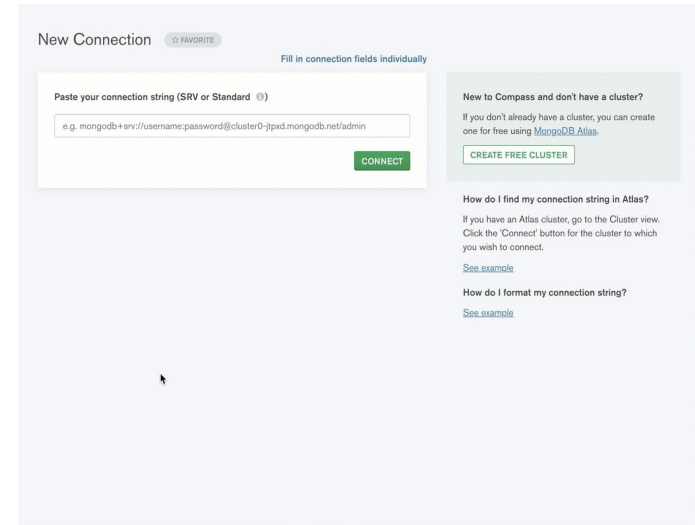 New Connection
☆ FAVORITE
Fill in connection fields individually
Paste your connection string (SRV or Standard ⓘ)
e.g. mongodb+srv://username:password@cluster0-jtpxd.mongodb.net/admin
CONNECT
New to Compass and don't have a cluster?
If you don't already have a cluster, you can create
one for free using MongoDB Atlas.
CREATE FREE CLUSTER
How do I find my connection string in Atlas?
If you have an Atlas cluster, go to the Cluster view.
Click the 'Connect' button for the cluster to which
you wish to connect.
See example
How do I format my connection string?
See example